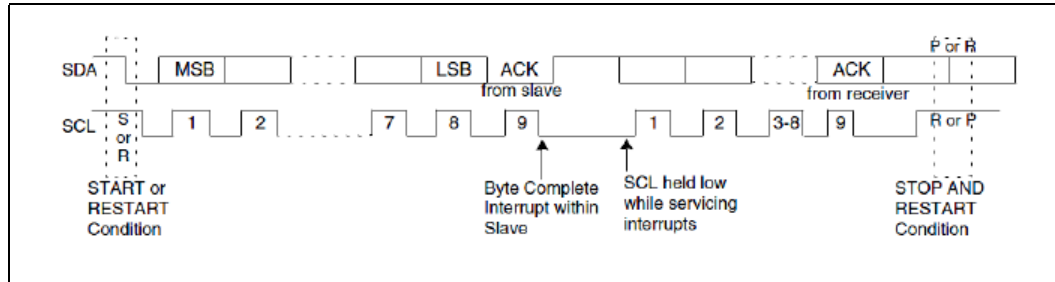 P or R
SDA MSB LSB ACK ACK
from slave from receiver
SCL S or R 1 2 7 8 9 1 2 3-8 9 R or P
START or
RESTART
Condition
Byte Complete
Interrupt within
Slave
SCL held low
while servicing
interrupts
STOP AND
RESTART
Condition